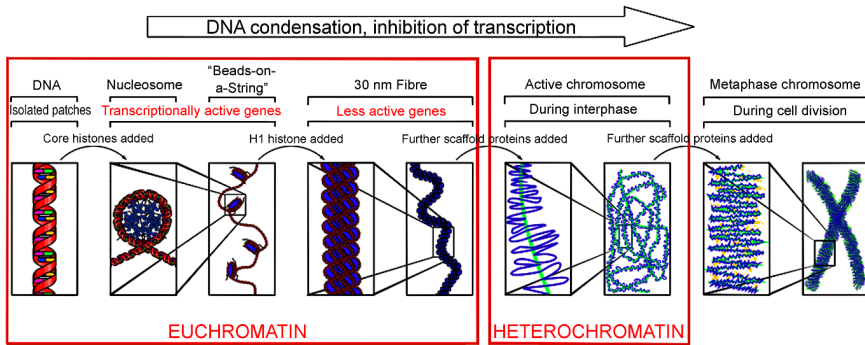 DNA condensation, inhibition of transcription
DNA
Isolated patches
Nucleosome
“Beads-on-
a-String”
Transcriptionally active genes
30 nm Fibre
Less active genes
Active chromosome
During interphase
Metaphase chromosome
During cell division
Core histones added
H1 histone added
Further scaffold proteins added
Further scaffold proteins added
EUCHROMATIN
HETEROCHROMATIN